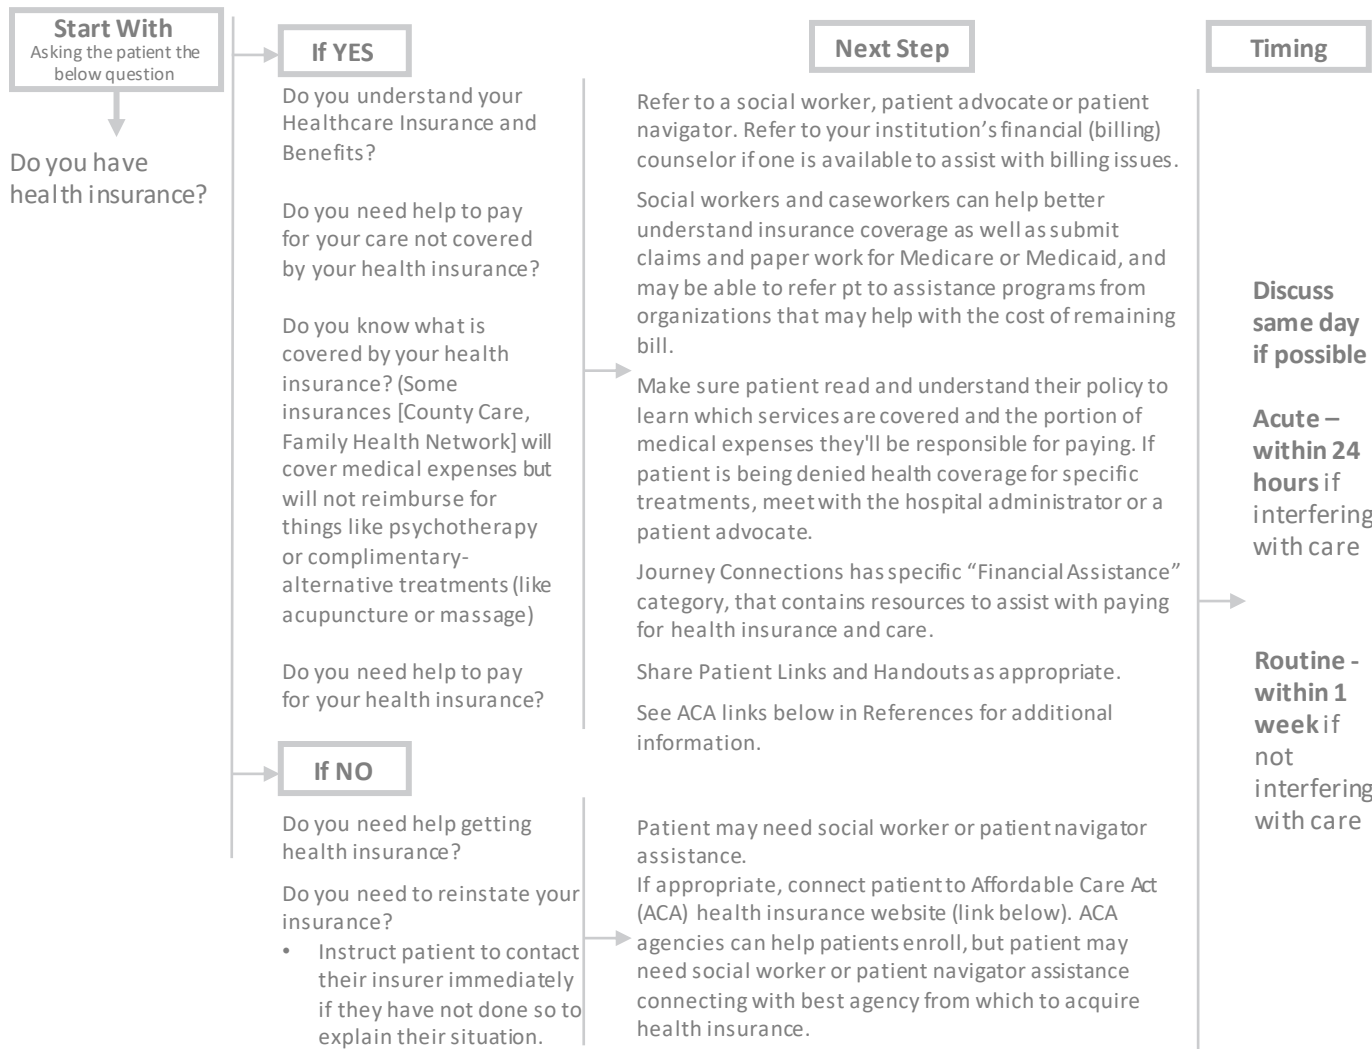 Start With
Asking the patient the
below question
Do you have
health insurance?
If YES
Do you understand your
Healthcare Insurance and
Benefits?
Do you need help to pay
for your care not covered
by your health insurance?
Do you know what is
covered by your health
insurance? (Some
insurances [County Care,
Family Health Network] will
cover medical expenses but
will not reimburse for
things like psychotherapy
or complimentary-
alternative treatments (like
acupuncture or massage)
Do you need help to pay
for your health insurance?
If NO
Do you need help getting
health insurance?
Do you need to reinstate your
insurance?
• Instruct patient to contact
their insurer immediately
if they have not done so to
explain their situation.
Next Step
Refer to a social worker, patient advocate or patient
navigator. Refer to your institution’s financial (billing)
counselor if one is available to assist with billing issues.
Social workers and caseworkers can help better
understand insurance coverage as well as submit
claims and paper work for Medicare or Medicaid, and
may be able to refer pt to assistance programs from
organizations that may help with the cost of remaining
bill.
Make sure patient read and understand their policy to
learn which services are covered and the portion of
medical expenses they'll be responsible for paying. If
patient is being denied health coverage for specific
treatments, meet with the hospital administrator or a
patient advocate.
Journey Connections has specific “Financial Assistance”
category, that contains resources to assist with paying
for health insurance and care.
Share Patient Links and Handouts as appropriate.
See ACA links below in References for additional
information.
Patient may need social worker or patient navigator
assistance.
If appropriate, connect patient to Affordable Care Act
(ACA) health insurance website (link below). ACA
agencies can help patients enroll, but patient may
need social worker or patient navigator assistance
connecting with best agency from which to acquire
health insurance.
Timing
Discuss
same day
if possible
Acute –
within 24
hours if
interfering
with care
Routine -
within 1
week if
not
interfering
with care